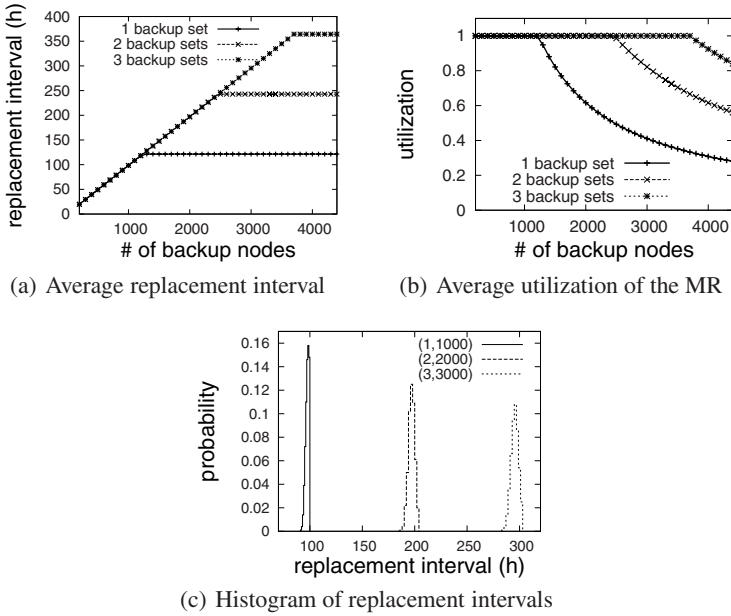 replacement interval (h)
400
350
300
250
200
150
100
50
0
1 backup set
2 backup sets
3 backup sets
1000 2000 3000 4000
# of backup nodes
(a) Average replacement interval
utilization
1
0.8
0.6
0.4
0.2
0
1 backup set
2 backup sets
3 backup sets
1000 2000 3000 4000
# of backup nodes
(b) Average utilization of the MR
probability
0.16
0.14
0.12
0.1
0.08
0.06
0.04
0.02
0
(1,1000)
(2,2000)
(3,3000)
100 150 200 250 300
replacement interval (h)
(c) Histogram of replacement intervals